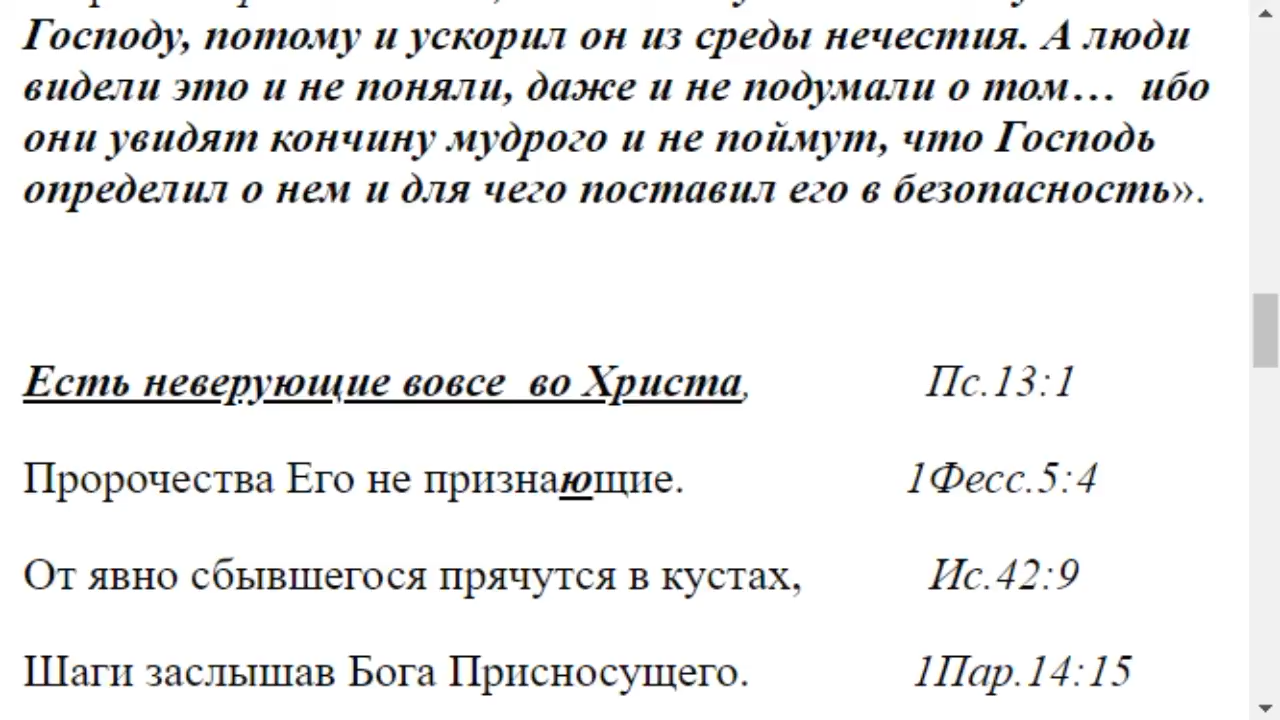 Господу, потому и ускорил он из среды нечестия. А люди
видели это и не поняли, даже и не подумали о том… ибо
они увидят кончину мудрого и не поймут, что Господь
определил о нем и для чего поставил его в безопасность».
Есть неверующие вовсе во Христа, Пс.13:1
Пророчества Его не признающие. 1Фесс.5:4
От явно сбывшегося прячутся в кустах, Ис.42:9
Шаги заслышав Бога Присносущего. 1Пар.14:15